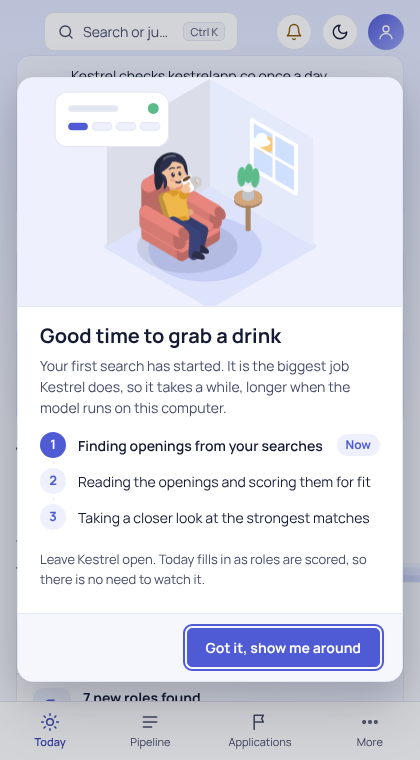 Search or ju...
Ctrl K
Kestrel checks kestrelapp.co once a day
Good time to grab a drink
Your first search has started. It is the biggest job
Kestrel does, so it takes a while, longer when the
model runs on this computer.
1 Finding openings from your searches Now
2 Reading the openings and scoring them for fit
3 Taking a closer look at the strongest matches
Leave Kestrel open. Today fills in as roles are scored, so
there is no need to watch it.
Got it, show me around
7 new roles found
Today Pipeline Applications More